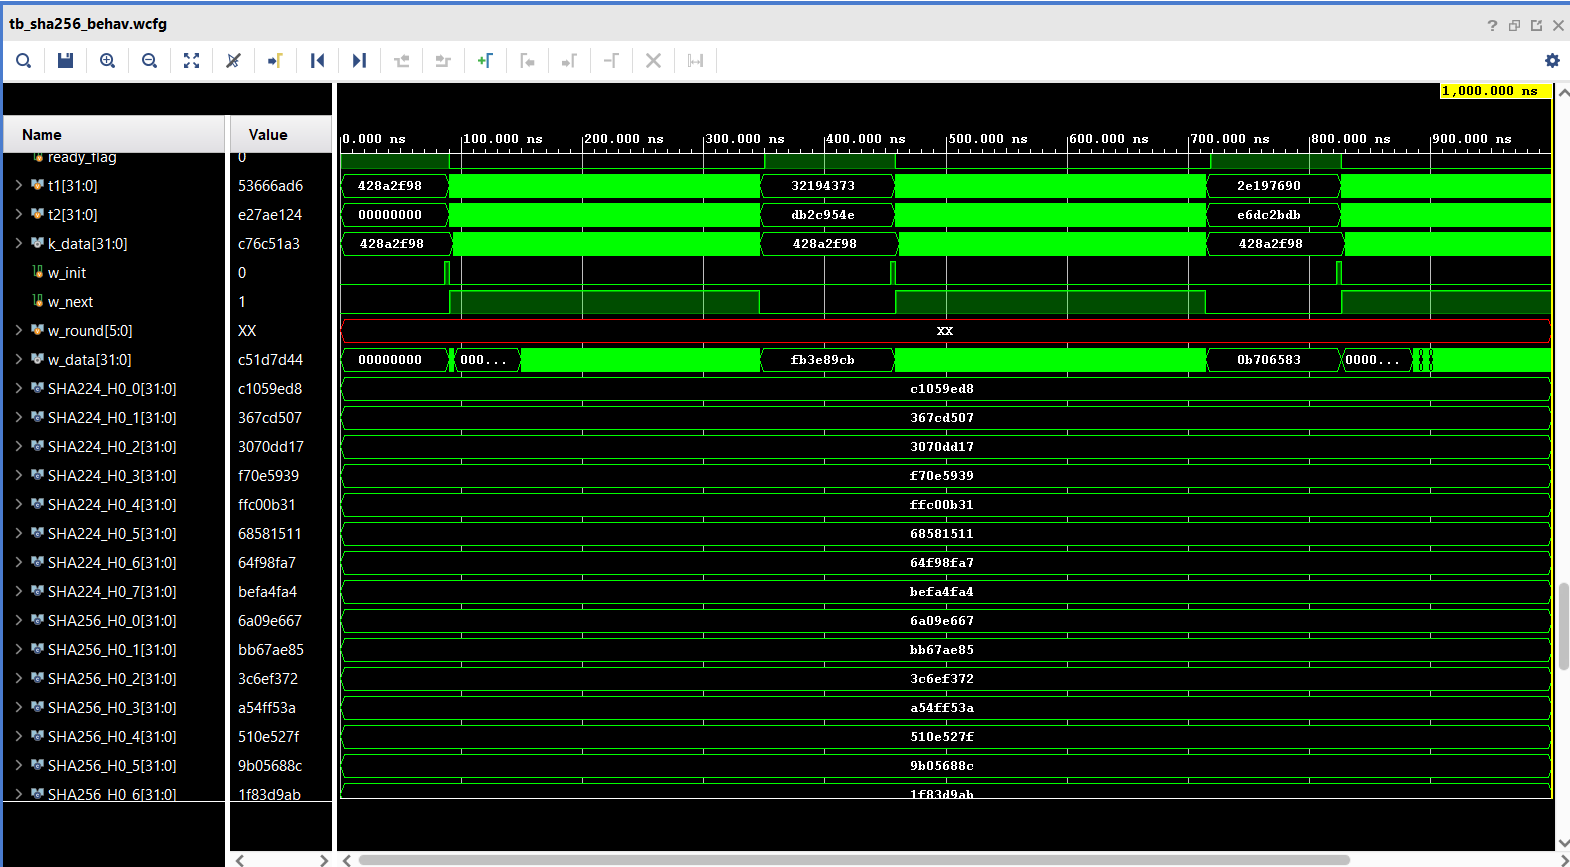 tb_sha256_behav.wcfg
1,000.000 ns
Name Value
0.000 ns 100.000 ns 200.000 ns 300.000 ns 400.000 ns 500.000 ns 600.000 ns 700.000 ns 800.000 ns 900.000 ns
ready_flag 0
t1[31:0] 53666ad6 428a2f98 32194373 2e197690
t2[31:0] e27ae124 00000000 db2c954e e6dc2bdb
k_data[31:0] c76c51a3 428a2f98 428a2f98 428a2f98
w_init 0
w_next 1
w_round[5:0] XX XX
w_data[31:0] c51d7d44 00000000 000... fb3e89cb 0b706583 0000...
SHA224_H0_0[31:0] c1059ed8 c1059ed8
SHA224_H0_1[31:0] 367cd507 367cd507
SHA224_H0_2[31:0] 3070dd17 3070dd17
SHA224_H0_3[31:0] f70e5939 f70e5939
SHA224_H0_4[31:0] ffc00b31 ffc00b31
SHA224_H0_5[31:0] 68581511 68581511
SHA224_H0_6[31:0] 64f98fa7 64f98fa7
SHA224_H0_7[31:0] befa4fa4 befa4fa4
SHA256_H0_0[31:0] 6a09e667 6a09e667
SHA256_H0_1[31:0] bb67ae85 bb67ae85
SHA256_H0_2[31:0] 3c6ef372 3c6ef372
SHA256_H0_3[31:0] a54ff53a a54ff53a
SHA256_H0_4[31:0] 510e527f 510e527f
SHA256_H0_5[31:0] 9b05688c 9b05688c
SHA256_H0_6[31:0] 1f83d9ab 1f83d9ab